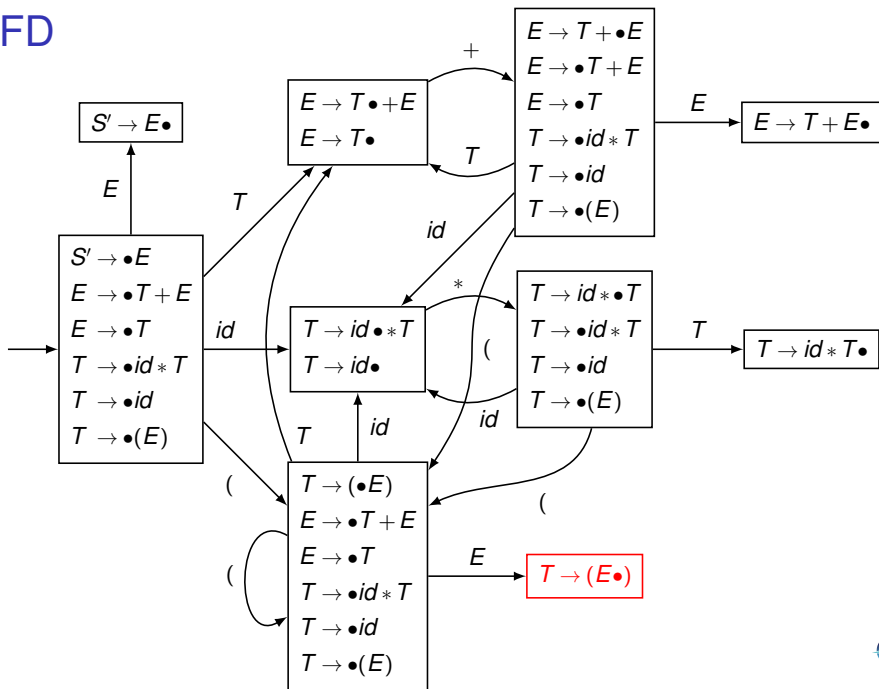 FD
S′ → E•
E
S′ → •E
E → •T + E
E → •T
T → •id ∗ T
T → •id
T → •(E)
T
id
(
E → T • +E
E → T•
+
T
E → T + •E
E → •T + E
E → •T
T → •id ∗ T
T → •id
T → •(E)
E
E → T + E•
id
(
T → id • ∗T
T → id•
∗
id
T → id ∗ •T
T → •id ∗ T
T → •id
T → •(E)
T
T → id ∗ T•
(
T
id
(
T → (•E)
E → •T + E
E → •T
T → •id ∗ T
T → •id
T → •(E)
E
T → (E•)